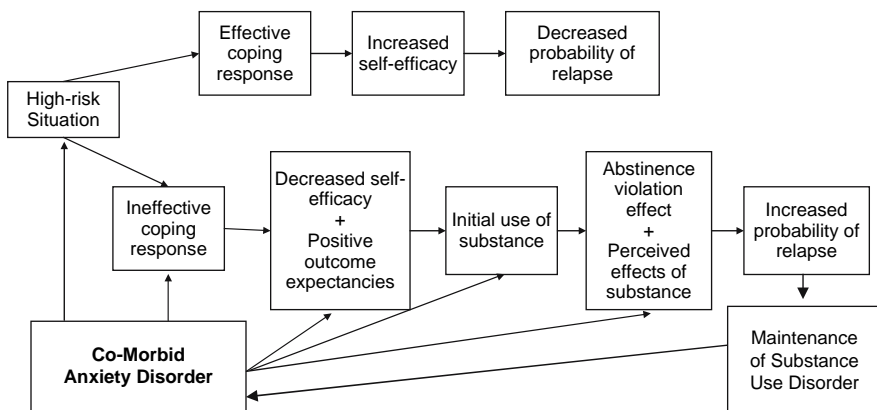 Effective
coping
response
Increased
self-efficacy
Decreased
probability of
relapse
High-risk
Situation
Ineffective
coping
response
Decreased self-
efficacy
+
Positive
outcome
expectancies
Initial use of
substance
Abstinence
violation
effect
+
Perceived
effects of
substance
Increased
probability of
relapse
Co-Morbid
Anxiety Disorder
Maintenance
of Substance
Use Disorder